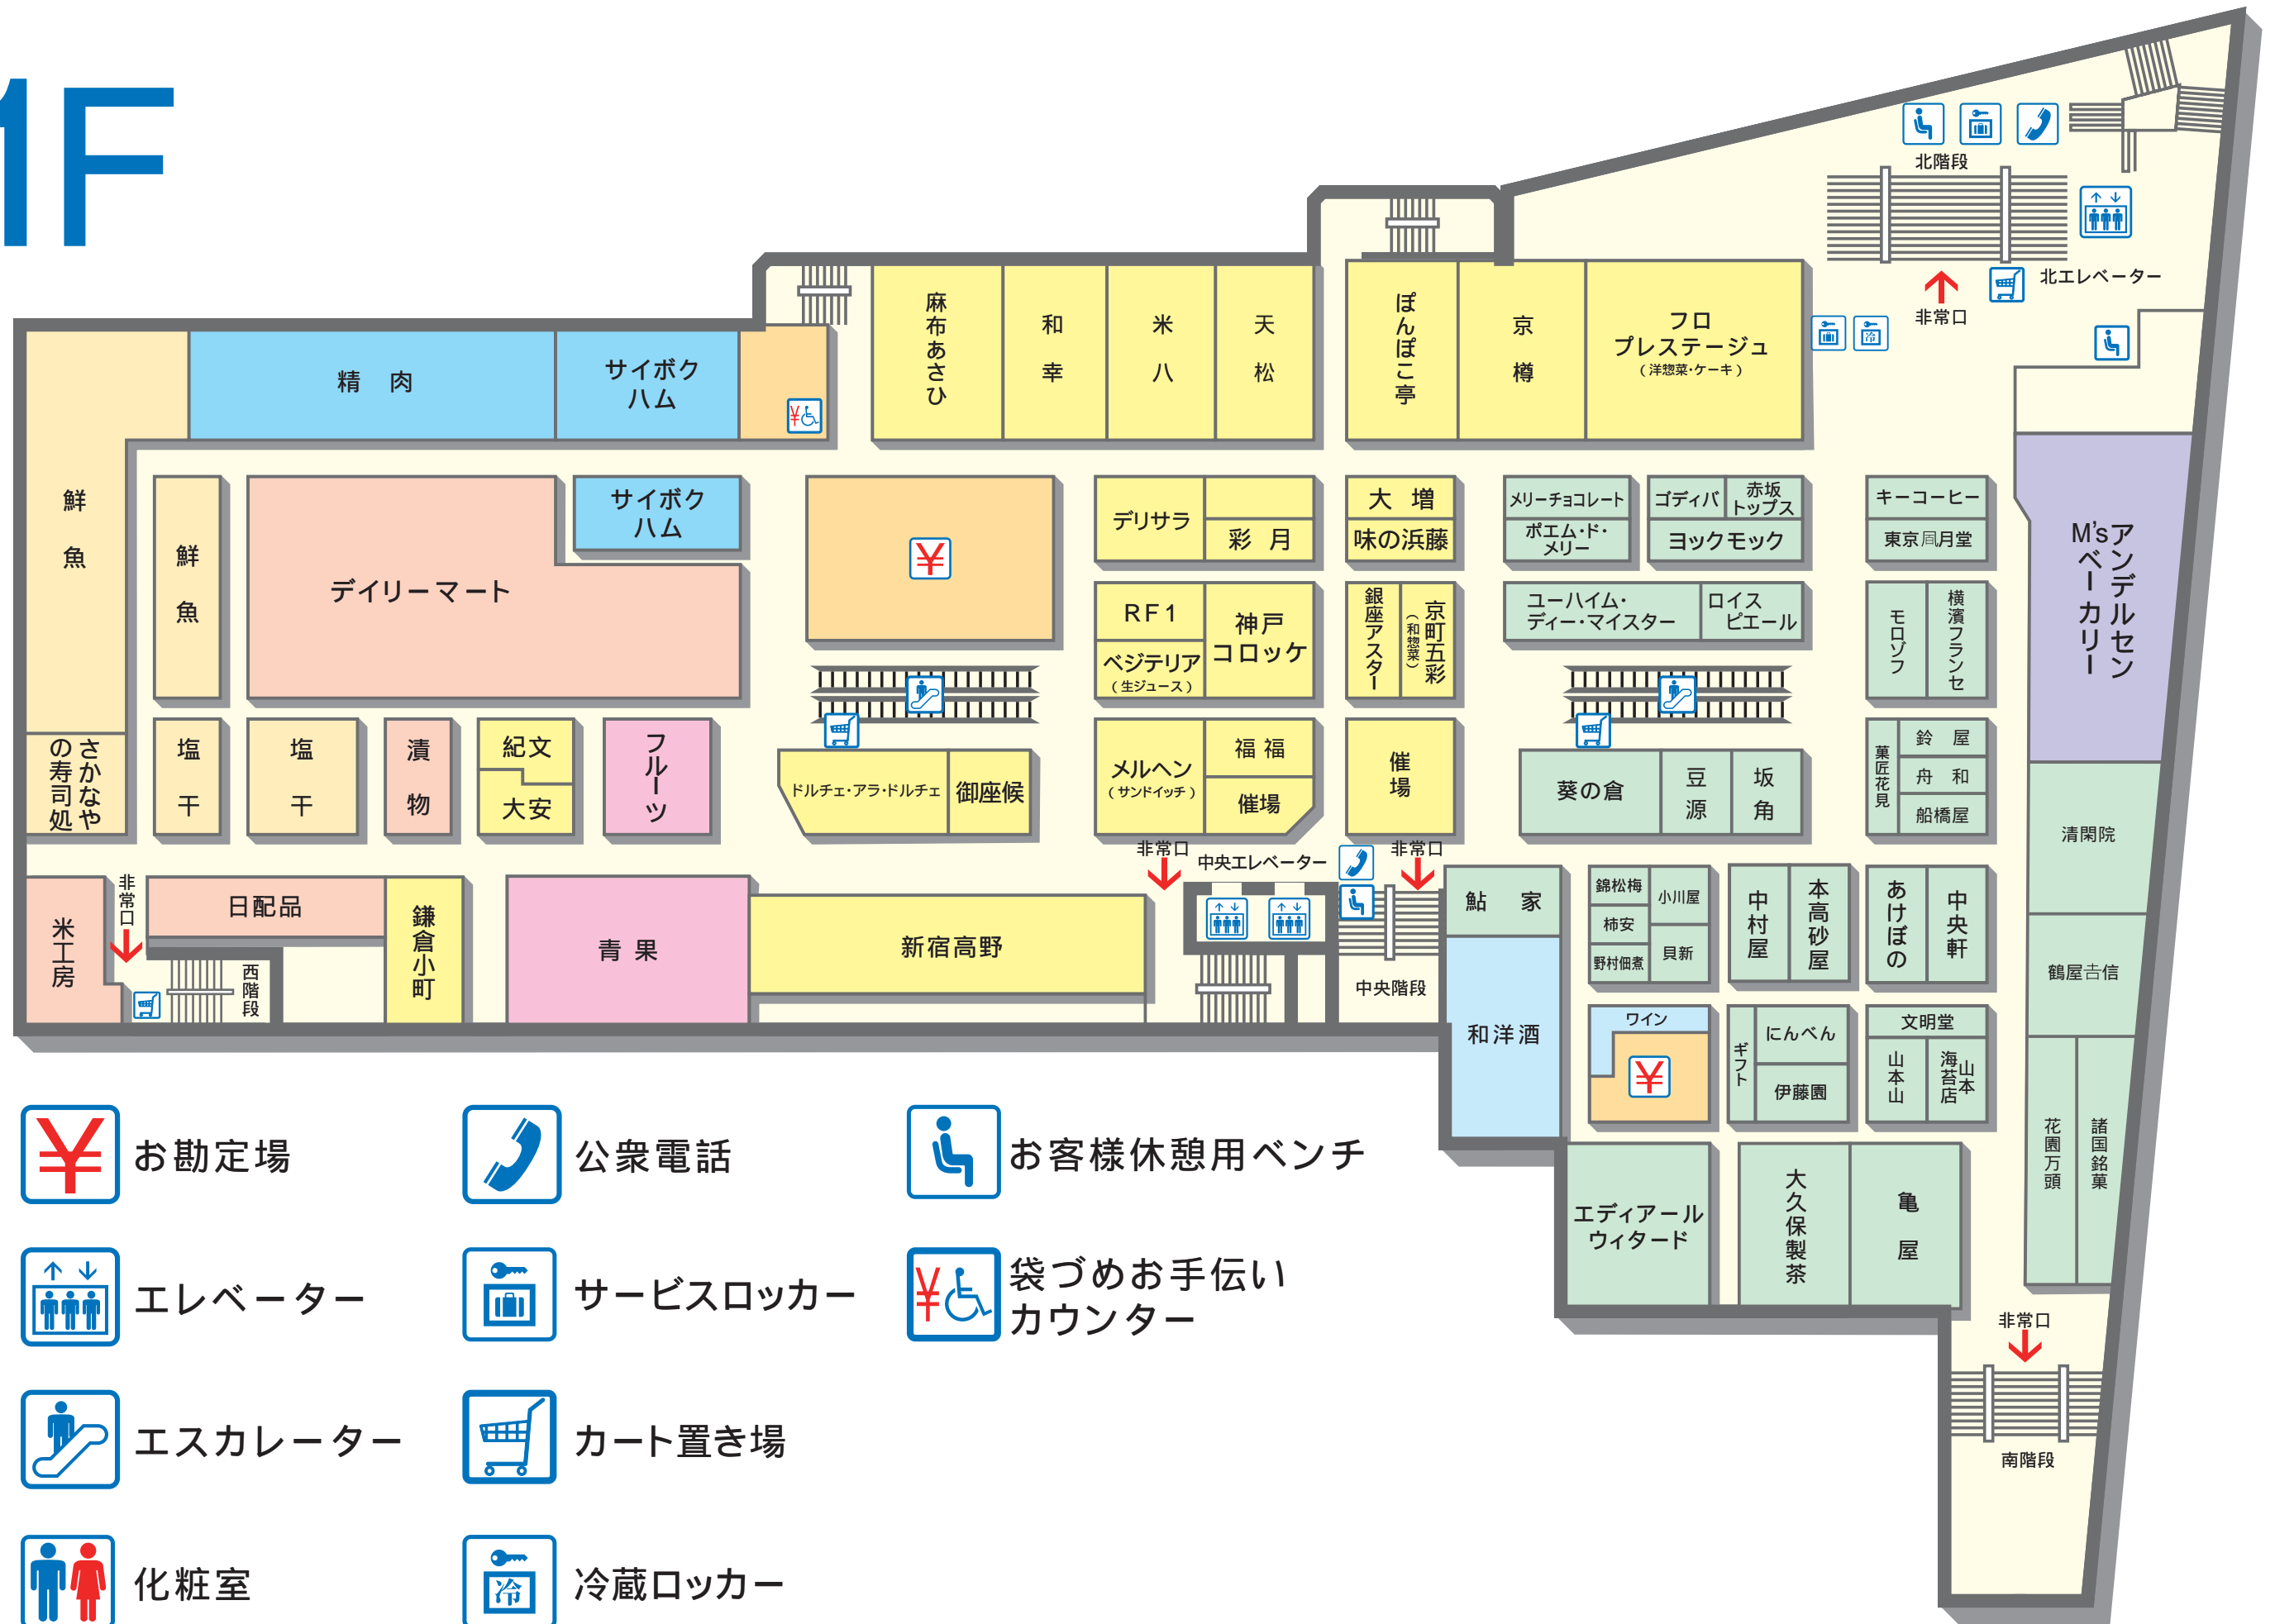 1F
北階段
北エレベーター
非常口
麻布あさひ
和幸
米八
天松
ぽんぽこ亭
京樽
フロ
プレステージュ
(洋惣菜・ケーキ)
冷
精肉
サイボク
ハム
¥
鮮魚
鮮魚
デイリーマート
サイボク
ハム
¥
デリサラ
彩月
大増
味の浜藤
メリーチョコレート
ポエム・ド・
メリー
ゴディバ
赤坂
トップス
ヨックモック
キーコーヒー
東京凮月堂
M'sアンデルセン
ベーカリー
RF1
ベジテリア
(生ジュース)
神戸
コロッケ
銀座アスター
京町五彩
(和惣菜)
ユーハイム・
ディー・マイスター
ロイス
ピエール
モロゾフ
横濱フランセ
さかなや
の寿司処
塩干
塩干
漬物
紀文
大安
フルーツ
ドルチェ・アラ・ドルチェ
御座候
メルヘン
(サンドイッチ)
福福
催場
催場
葵の倉
豆源
坂角
菓匠花見
鈴屋
舟和
船橋屋
清閑院
非常口
中央エレベーター
非常口
米工房
非常口
日配品
西階段
鎌倉小町
青果
新宿高野
中央階段
鮎家
和洋酒
錦松梅
柿安
野村佃煮
小川屋
貝新
中村屋
本高砂屋
あけぼの
中央軒
鶴屋𠮷信
ワイン
¥
ギフト
にんべん
伊藤園
文明堂
山本山
山本
海苔店
花園万頭
諸国銘菓
エディアール
ウィタード
大久保製茶
亀屋
非常口
南階段
¥
お勘定場
公衆電話
お客様休憩用ベンチ
エレベーター
サービスロッカー
¥
袋づめお手伝い
カウンター
エスカレーター
カート置き場
化粧室
冷
冷蔵ロッカー